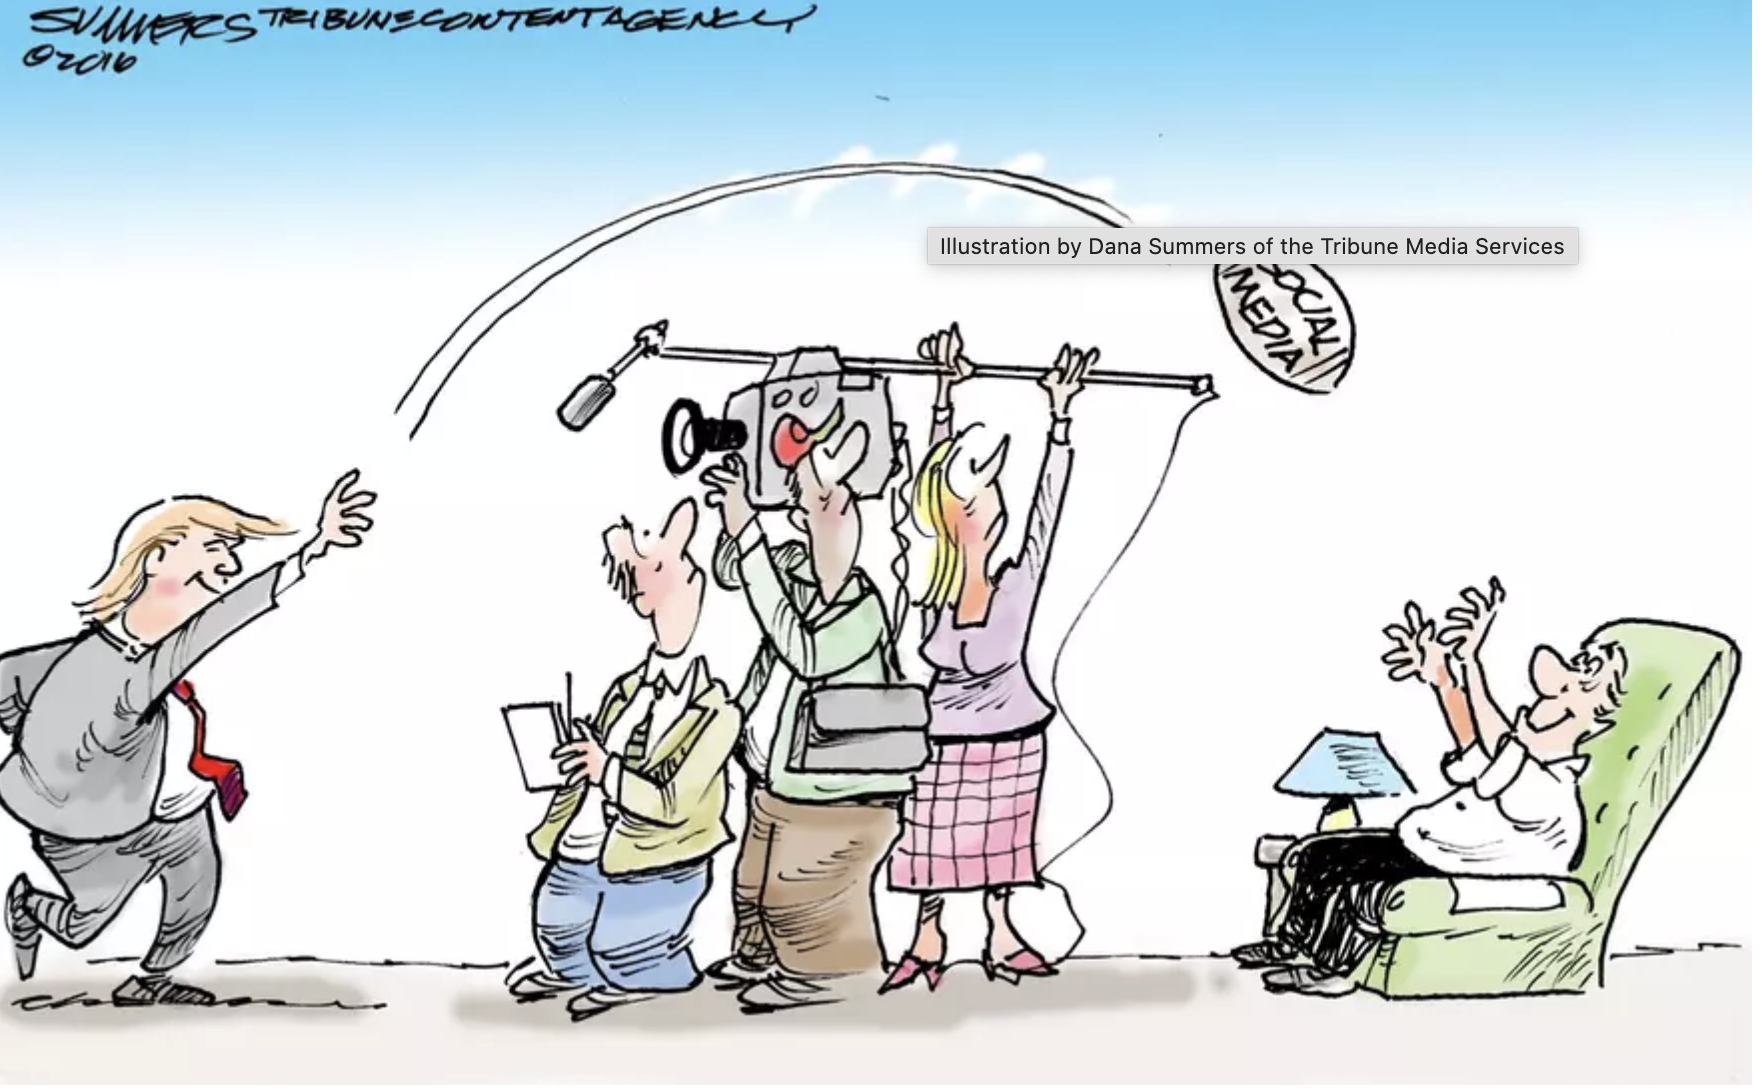 SUMMERS TRIBUNE CONTENT AGENCY
©2016
Illustration by Dana Summers of the Tribune Media Services
SOCIAL
MEDIA